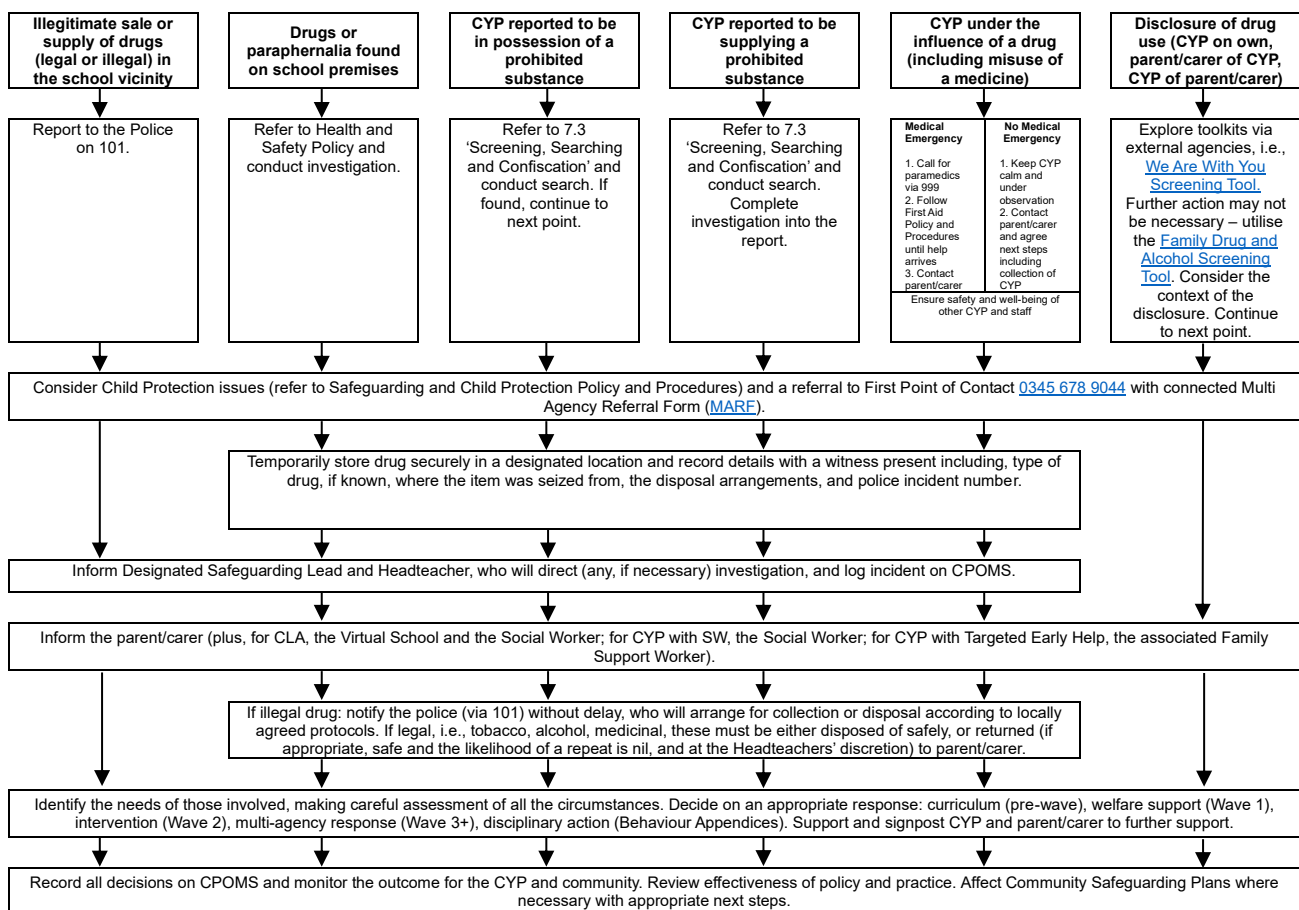 Illegitimate sale or
supply of drugs
(legal or illegal) in
the school vicinity
Drugs or
paraphernalia found
on school premises
CYP reported to be
in possession of a
prohibited
substance
CYP reported to be
supplying a
prohibited
substance
CYP under the
influence of a drug
(including misuse of
a medicine)
Disclosure of drug
use (CYP on own,
parent/carer of CYP,
CYP of parent/carer)
Report to the Police
on 101.
Refer to Health and
Safety Policy and
conduct investigation.
Refer to 7.3
‘Screening, Searching
and Confiscation’ and
conduct search. If
found, continue to
next point.
Refer to 7.3
‘Screening, Searching
and Confiscation’ and
conduct search.
Complete
investigation into the
report.
Medical
Emergency
1. Call for
paramedics
via 999
2. Follow
First Aid
Policy and
Procedures
until help
arrives
3. Contact
parent/carer
No Medical
Emergency
1. Keep CYP
calm and
under
observation
2. Contact
parent/carer
and agree
next steps
including
collection of
CYP
Ensure safety and well-being of
other CYP and staff
Explore toolkits via
external agencies, i.e.,
We Are With You
Screening Tool.
Further action may not
be necessary – utilise
the Family Drug and
Alcohol Screening
Tool. Consider the
context of the
disclosure. Continue
to next point.
Consider Child Protection issues (refer to Safeguarding and Child Protection Policy and Procedures) and a referral to First Point of Contact 0345 678 9044 with connected Multi
Agency Referral Form (MARF).
Temporarily store drug securely in a designated location and record details with a witness present including, type of
drug, if known, where the item was seized from, the disposal arrangements, and police incident number.
Inform Designated Safeguarding Lead and Headteacher, who will direct (any, if necessary) investigation, and log incident on CPOMS.
Inform the parent/carer (plus, for CLA, the Virtual School and the Social Worker; for CYP with SW, the Social Worker; for CYP with Targeted Early Help, the associated Family
Support Worker).
If illegal drug: notify the police (via 101) without delay, who will arrange for collection or disposal according to locally
agreed protocols. If legal, i.e., tobacco, alcohol, medicinal, these must be either disposed of safely, or returned (if
appropriate, safe and the likelihood of a repeat is nil, and at the Headteachers’ discretion) to parent/carer.
Identify the needs of those involved, making careful assessment of all the circumstances. Decide on an appropriate response: curriculum (pre-wave), welfare support (Wave 1),
intervention (Wave 2), multi-agency response (Wave 3+), disciplinary action (Behaviour Appendices). Support and signpost CYP and parent/carer to further support.
Record all decisions on CPOMS and monitor the outcome for the CYP and community. Review effectiveness of policy and practice. Affect Community Safeguarding Plans where
necessary with appropriate next steps.